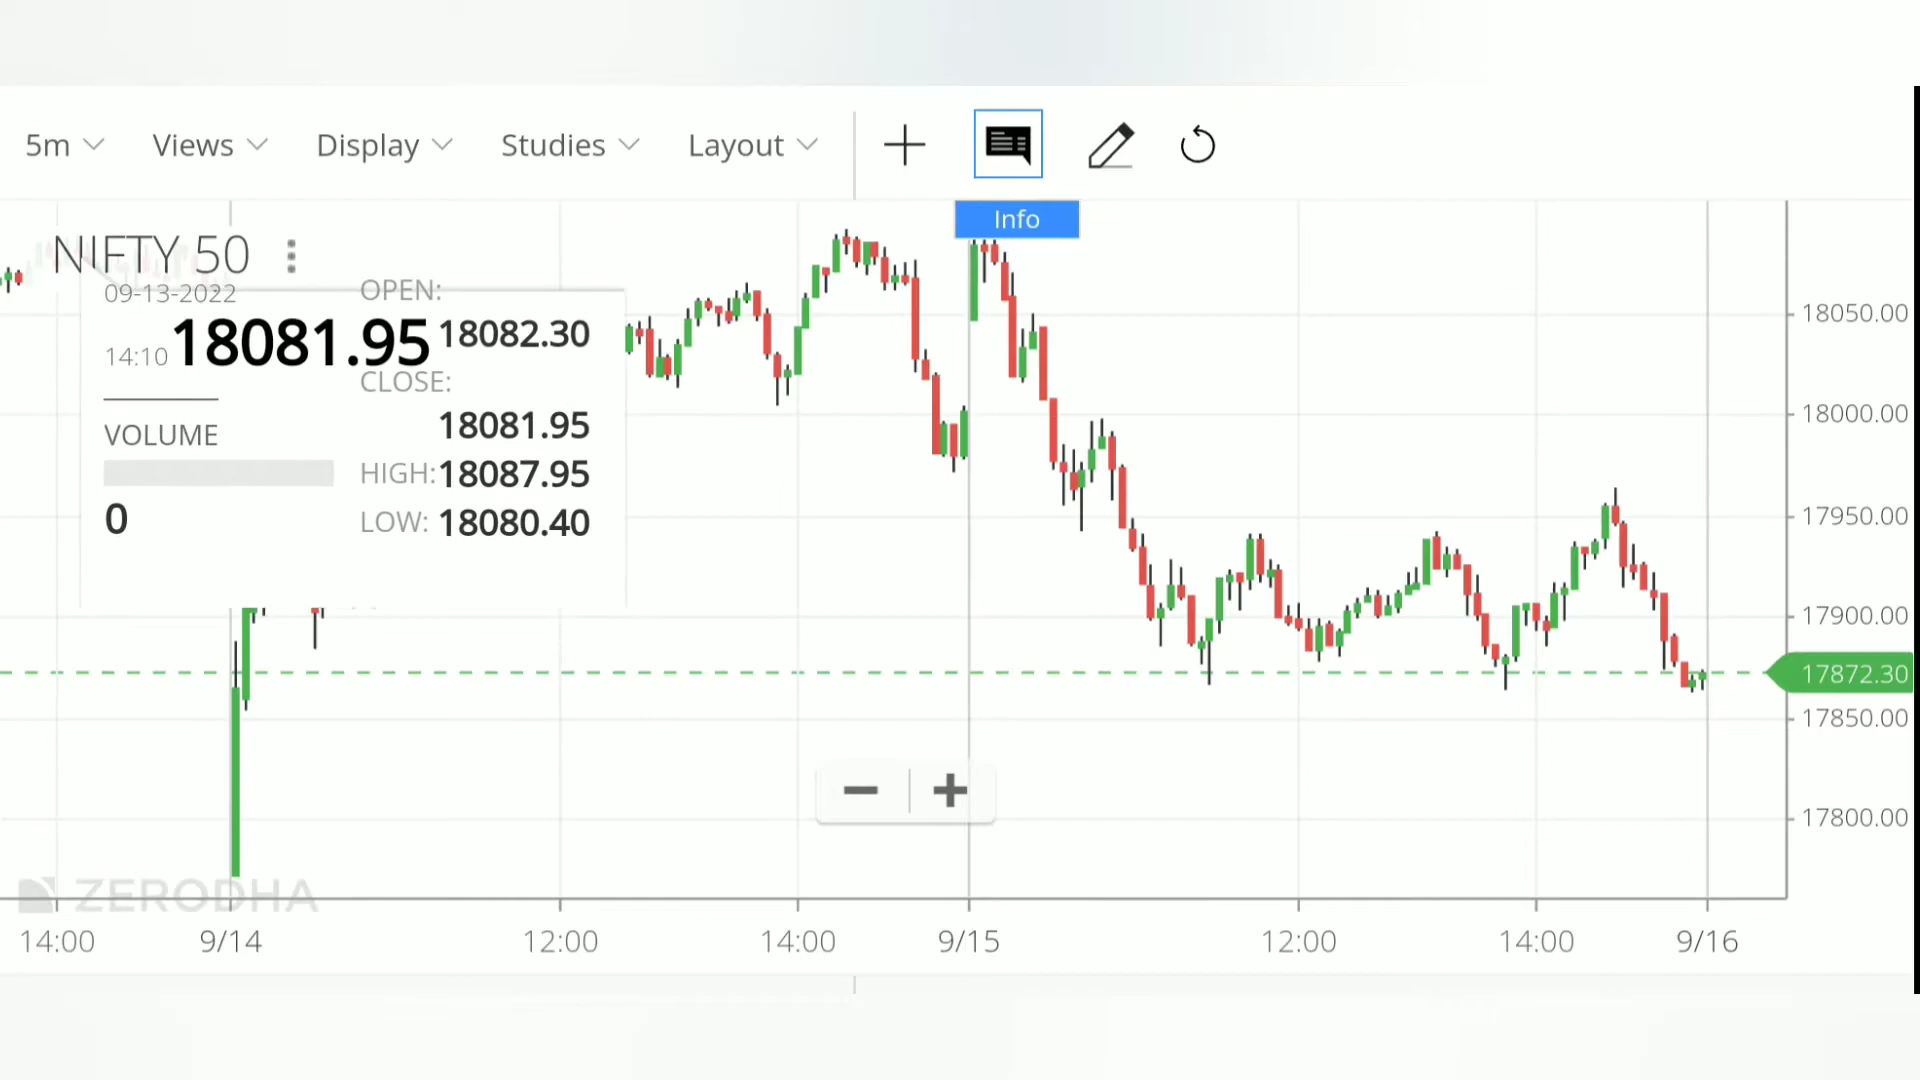 5m Views Display Studies Layout
Info
NIFTY 50
09-13-2022 OPEN:
14:10 18081.95 18082.30
CLOSE:
18081.95
VOLUME
HIGH: 18087.95
0 LOW: 18080.40
18050.00
18000.00
17950.00
17900.00
17872.30
17850.00
17800.00
ZERODHA
14:00 9/14 12:00 14:00 9/15 12:00 14:00 9/16